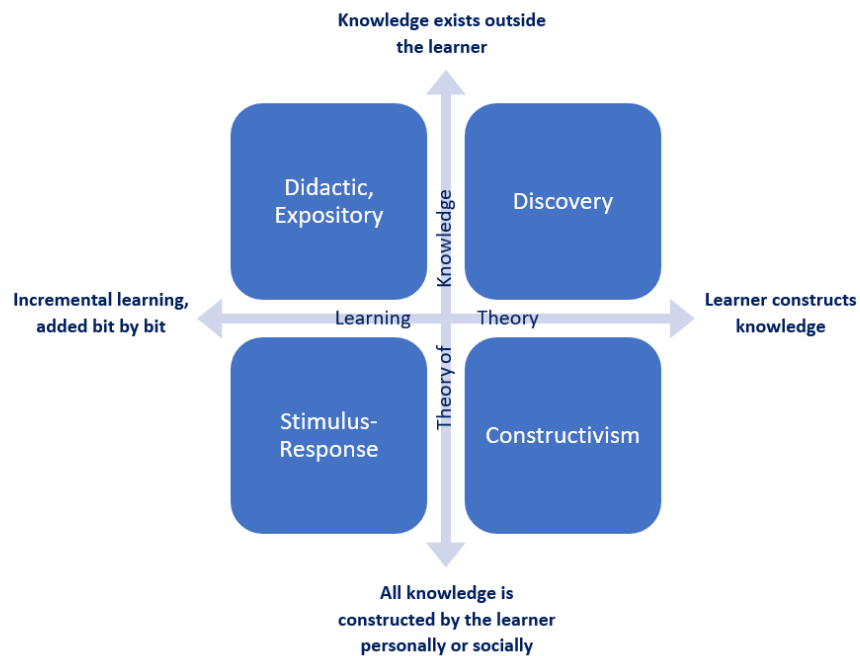 Knowledge exists outside
the learner
Didactic,
Expository
Discovery
Knowledge
Incremental learning,
added bit by bit
Learning Theory
Learner constructs
knowledge
Theory of
Stimulus-
Response
Constructivism
All knowledge is
constructed by the learner
personally or socially